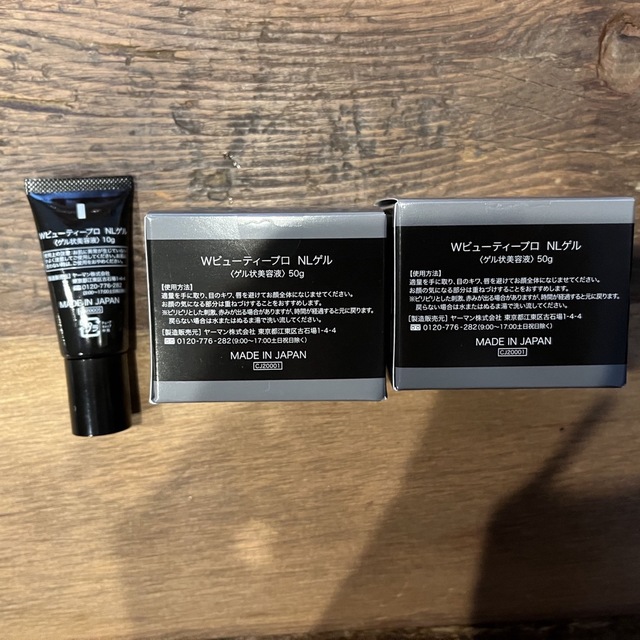 Wビューティープロ NLゲル
〈ゲル状美容液〉 10g
ヤーマン株式会社
0120-776-282
MADE IN JAPAN
Wビューティープロ NLゲル
〈ゲル状美容液〉 50g
【使用方法】
適量を手に取り、目のキワ、唇を避けてお顔全体になじませてください。
お顔の気になる部分は重ねづけすることをおすすめします。
※ピリピリとした刺激、赤みが出る場合がありますが、時間が経過すると元に戻ります。
戻らない場合は水またはぬるま湯で洗い流してください。
【製造販売元】 ヤーマン株式会社 東京都江東区古石場1-4-4
0120-776-282(9:00〜17:00土日祝日除く)
MADE IN JAPAN
CJ20001
Wビューティープロ NLゲル
〈ゲル状美容液〉 50g
【使用方法】
適量を手に取り、目のキワ、唇を避けてお顔全体になじませてください。
お顔の気になる部分は重ねづけすることをおすすめします。
※ピリピリとした刺激、赤みが出る場合がありますが、時間が経過すると元に戻ります。
戻らない場合は水またはぬるま湯で洗い流してください。
【製造販売元】 ヤーマン株式会社 東京都江東区古石場1-4-4
0120-776-282(9:00〜17:00土日祝日除く)
MADE IN JAPAN
CJ20001